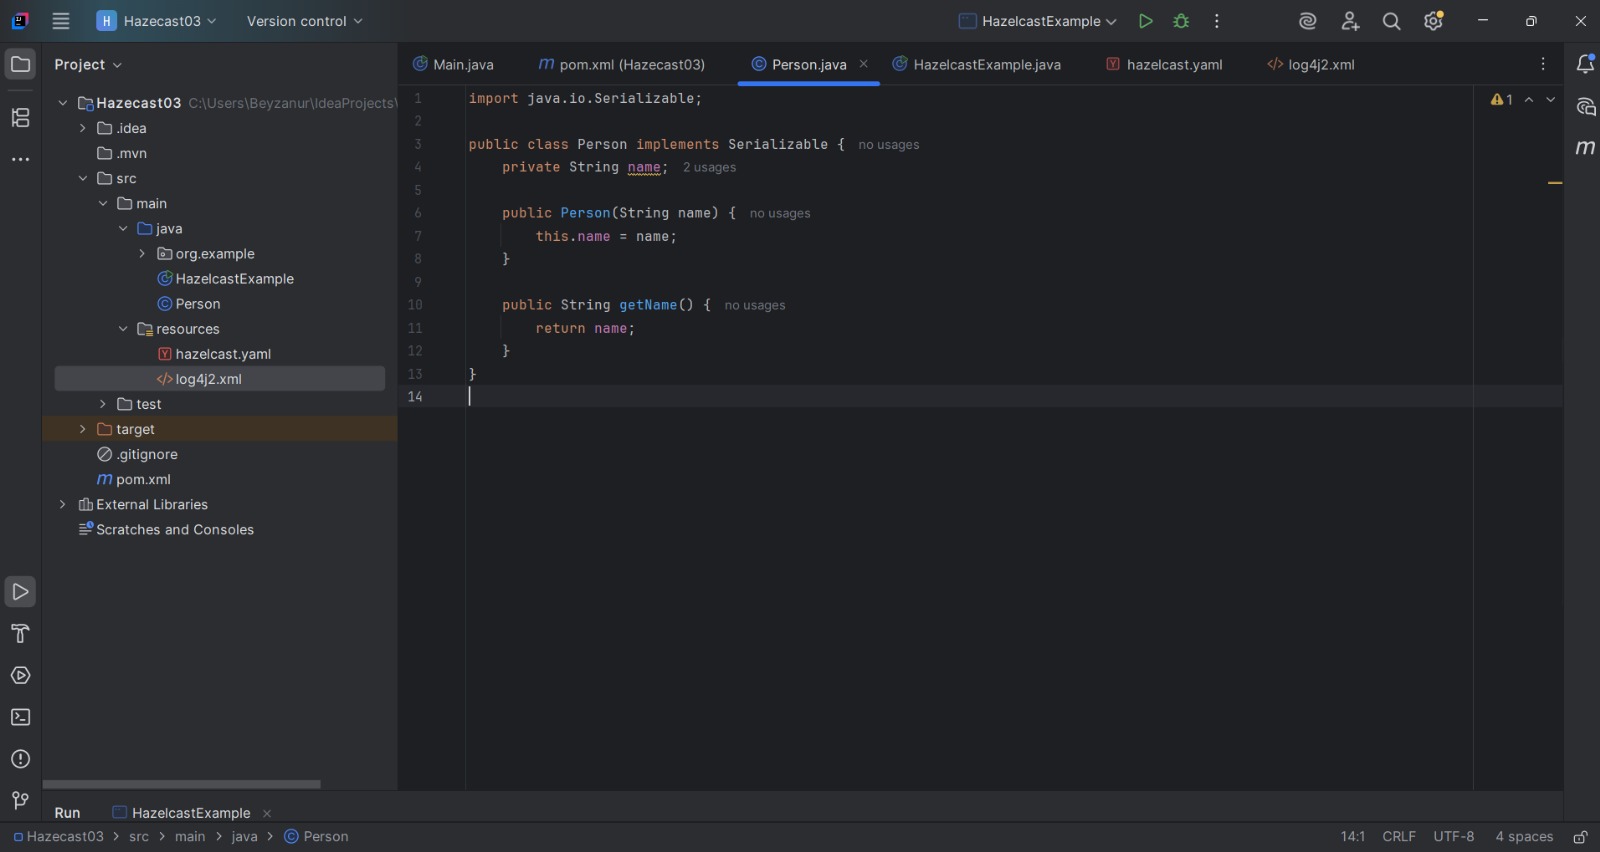 H Hazecast03 Version control HazelcastExample
Project
Main.java pom.xml (Hazecast03) Person.java HazelcastExample.java hazelcast.yaml log4j2.xml
Hazecast03 C:\Users\Beyzanur\IdeaProjects\
.idea
.mvn
src
main
java
org.example
HazelcastExample
Person
resources
hazelcast.yaml
log4j2.xml
test
target
.gitignore
pom.xml
External Libraries
Scratches and Consoles
1 import java.io.Serializable;
2
3 public class Person implements Serializable { no usages
4 private String name; 2 usages
5
6 public Person(String name) { no usages
7 this.name = name;
8 }
9
10 public String getName() { no usages
11 return name;
12 }
13 }
14
1
m
Run HazelcastExample
Hazecast03 > src > main > java > Person 14:1 CRLF UTF-8 4 spaces